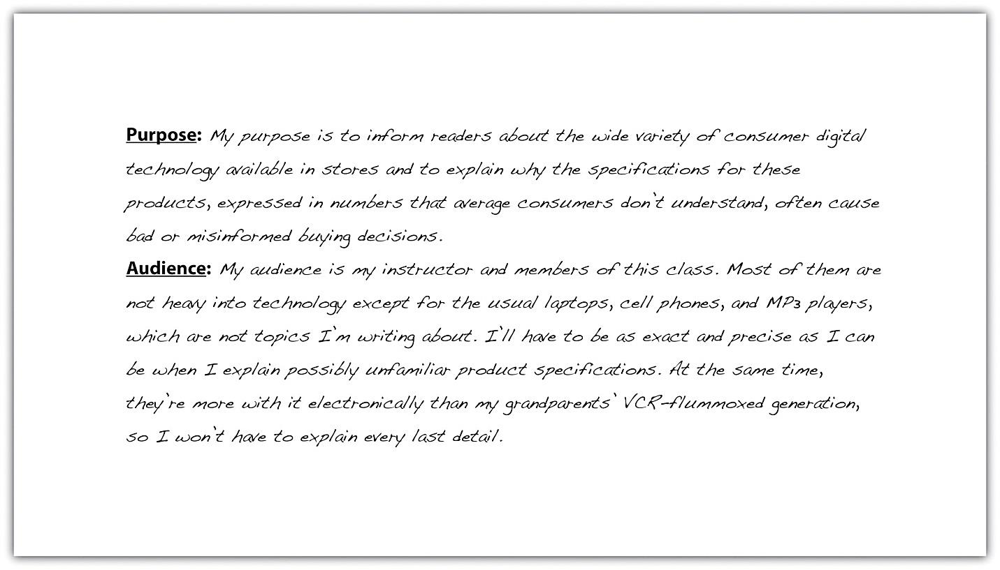 Purpose: My purpose is to inform readers about the wide variety of consumer digital
technology available in stores and to explain why the specifications for these
products, expressed in numbers that average consumers don't understand, often cause
bad or misinformed buying decisions.
Audience: My audience is my instructor and members of this class. Most of them are
not heavy into technology except for the usual laptops, cell phones, and MP3 players,
which are not topics I'm writing about. I'll have to be as exact and precise as I can
be when I explain possibly unfamiliar product specifications. At the same time,
they're more with it electronically than my grandparents' VCR-flummoxed generation,
so I won't have to explain every last detail.